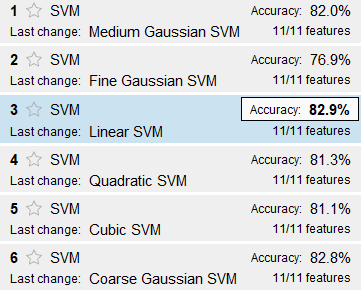 1 SVM Accuracy: 82.0%
Last change: Medium Gaussian SVM 11/11 features
2 SVM Accuracy: 76.9%
Last change: Fine Gaussian SVM 11/11 features
3 SVM Accuracy: 82.9%
Last change: Linear SVM 11/11 features
4 SVM Accuracy: 81.3%
Last change: Quadratic SVM 11/11 features
5 SVM Accuracy: 81.1%
Last change: Cubic SVM 11/11 features
6 SVM Accuracy: 82.8%
Last change: Coarse Gaussian SVM 11/11 features